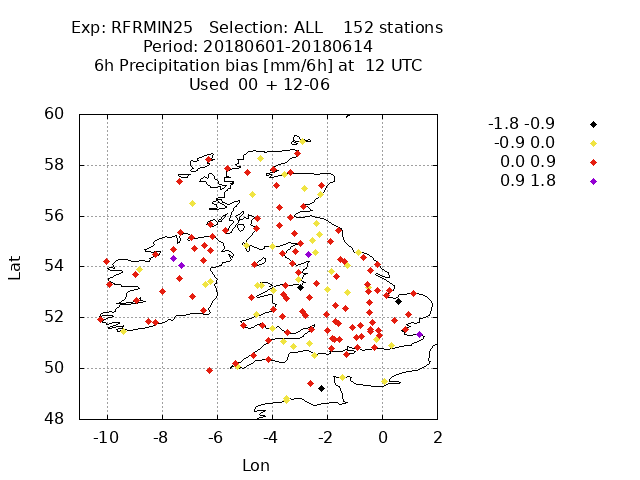 Exp: RFRMIN25 Selection: ALL 152 stations
Period: 20180601-20180614
6h Precipitation bias [mm/6h] at 12 UTC
Used 00 + 12-06
-1.8 -0.9
-0.9 0.0
0.0 0.9
0.9 1.8
60
58
56
54
52
50
48
Lat
-10 -8 -6 -4 -2 0 2
Lon